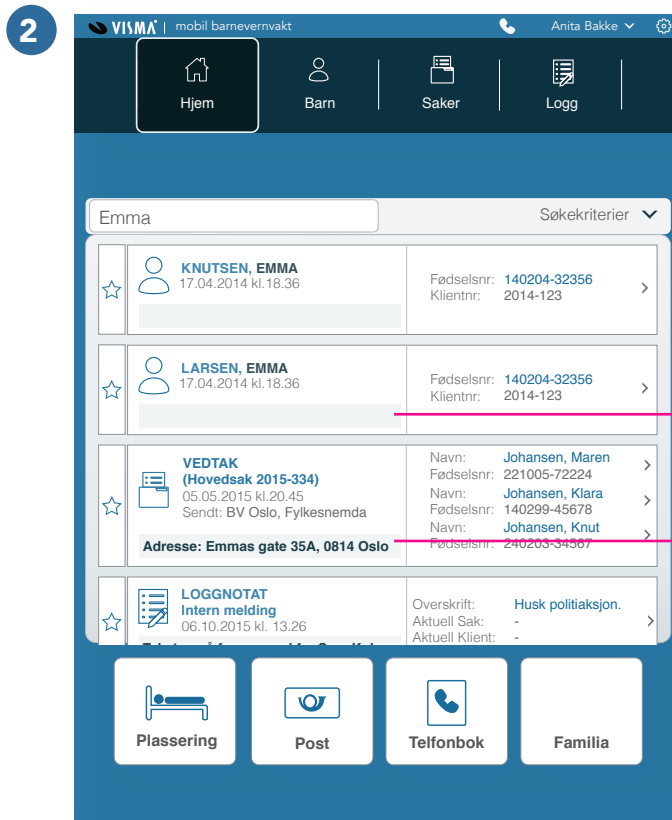 2
VISMA | mobil barnevernvakt
Anita Bakke
Hjem
Barn
Saker
Logg
Emma
Søkekriterier
KNUTSEN, EMMA
17.04.2014 kl.18.36
Fødselsnr: 140204-32356
Klientnr: 2014-123
LARSEN, EMMA
17.04.2014 kl.18.36
Fødselsnr: 140204-32356
Klientnr: 2014-123
VEDTAK
(Hovedsak 2015-334)
05.05.2015 kl.20.45
Sendt: BV Oslo, Fylkesnemda
Adresse: Emmas gate 35A, 0814 Oslo
Navn: Johansen, Maren
Fødselsnr: 221005-72224
Navn: Johansen, Klara
Fødselsnr: 140299-45678
Navn: Johansen, Knut
Fødselsnr: 240203-34567
LOGGNOTAT
Intern melding
06.10.2015 kl. 13.26
Overskrift: Husk politiaksjon.
Aktuell Sak: -
Aktuell Klient: -
Plassering
Post
Telfonbok
Familia